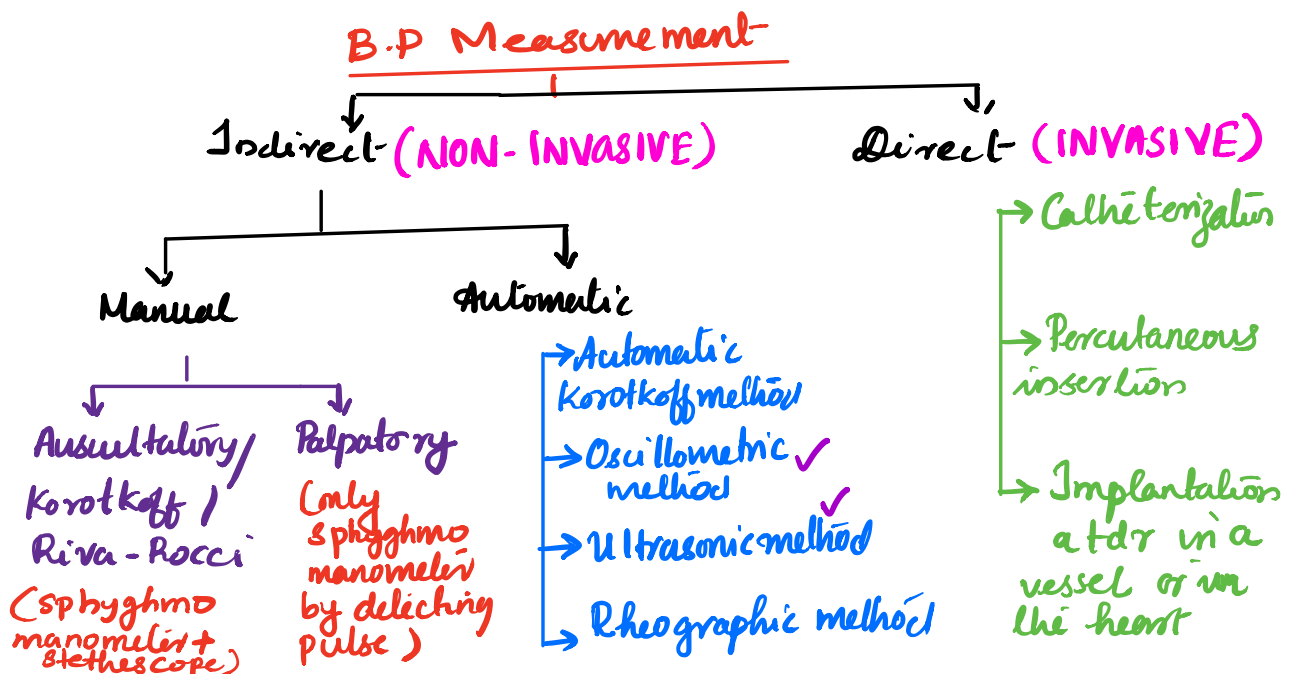 B.P Measurement
Indirect (NON-INVASIVE)
Direct (INVASIVE)
Manual
Automatic
Auscultatory/
Korotkoff /
Riva-Rocci
(sphyghmo
manometer +
stethescope)
Palpatory
(only
sphyghmo
manometer
by detecting
pulse)
Automatic
Korotkoff method
Oscillometric
method
Ultrasonic method
Rheographic method
Catheterization
Percutaneous
insertion
Implantation
a tdr in a
vessel or in
the heart